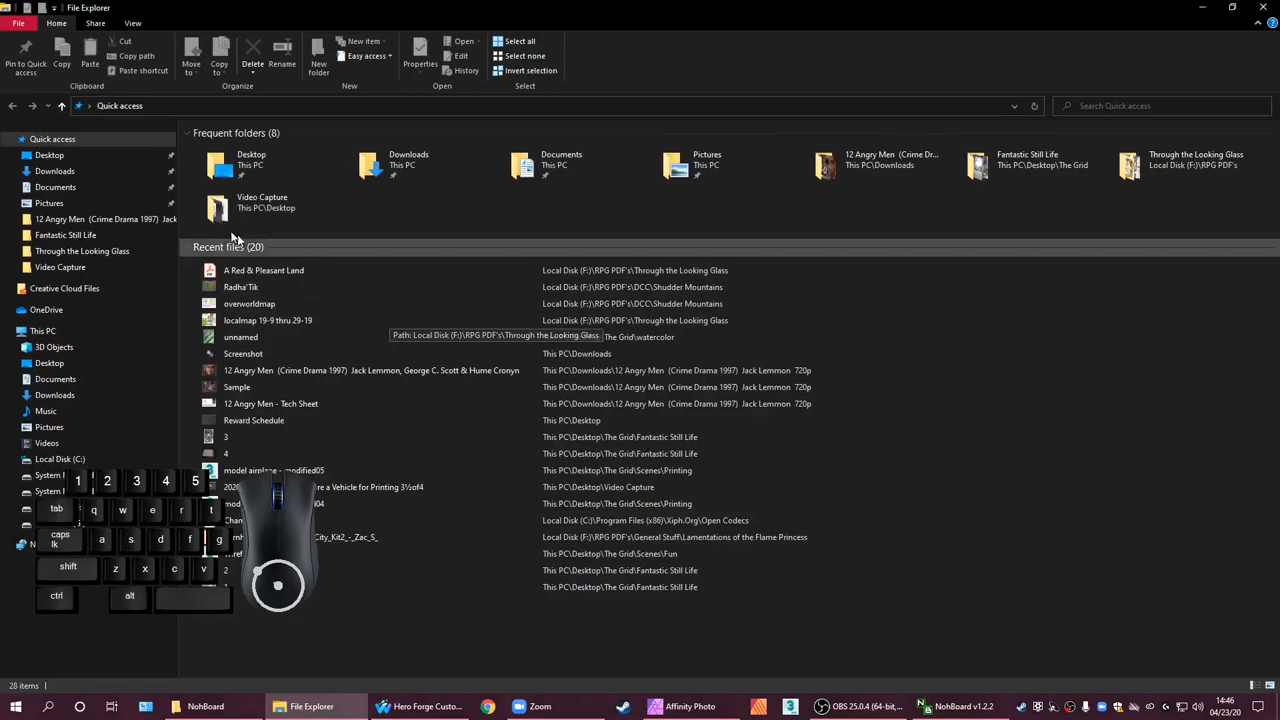 File Explorer
File
Home
Share
View
Pin to Quick access
Copy
Paste
Cut
Copy path
Paste shortcut
Clipboard
Move to
Copy to
Delete
Rename
Organize
New folder
New item
Easy access
New
Properties
Open
Edit
History
Open
Select all
Select none
Invert selection
Select
Quick access
Search Quick access
Quick access
Desktop
Downloads
Documents
Pictures
12 Angry Men (Crime Drama 1997) Jack
Fantastic Still Life
Through the Looking Glass
Video Capture
Creative Cloud Files
OneDrive
This PC
3D Objects
Desktop
Documents
Downloads
Music
Pictures
Videos
Local Disk (C:)
Frequent folders (8)
Desktop
This PC
Downloads
This PC
Documents
This PC
Pictures
This PC
12 Angry Men (Crime Dr...
This PC\Downloads
Fantastic Still Life
This PC\Desktop\The Grid
Through the Looking Glass
Local Disk (F:)\RPG PDF's
Video Capture
This PC\Desktop
Recent files (20)
A Red & Pleasant Land Local Disk (F:)\RPG PDF's\Through the Looking Glass
Radha'Tik Local Disk (F:)\RPG PDF's\DCC\Shudder Mountains
overworldmap Local Disk (F:)\RPG PDF's\DCC\Shudder Mountains
localmap 19-9 thru 29-19 Local Disk (F:)\RPG PDF's\Through the Looking Glass
Path: Local Disk (F:)\RPG PDF's\Through the Looking Glass
unnamed The Grid\watercolor
Screenshot This PC\Downloads
12 Angry Men (Crime Drama 1997) Jack Lemmon, George C. Scott & Hume Cronyn This PC\Downloads\12 Angry Men (Crime Drama 1997) Jack Lemmon 720p
Sample This PC\Downloads\12 Angry Men (Crime Drama 1997) Jack Lemmon 720p
12 Angry Men - Tech Sheet This PC\Downloads\12 Angry Men (Crime Drama 1997) Jack Lemmon 720p
Reward Schedule This PC\Desktop
3 This PC\Desktop\The Grid\Fantastic Still Life
4 This PC\Desktop\The Grid\Fantastic Still Life
model airplane - modified05 This PC\Desktop\The Grid\Scenes\Printing
re a Vehicle for Printing 3½of4 This PC\Desktop\Video Capture
04 This PC\Desktop\The Grid\Scenes\Printing
Local Disk (C:)\Program Files (x86)\Xiph.Org\Open Codecs
City_Kit2_-_Zac_S_ Local Disk (F:)\RPG PDF's\General Stuff\Lamentations of the Flame Princess
This PC\Desktop\The Grid\Scenes\Fun
2 This PC\Desktop\The Grid\Fantastic Still Life
This PC\Desktop\The Grid\Fantastic Still Life
1 2 3 4 5
tab q w e r t
caps lk a s d f g
shift z x c v
ctrl alt
28 items
NohBoard
File Explorer
Hero Forge Custo...
Zoom
Affinity Photo
OBS 25.0.4 (64-bit,...
NohBoard v1.2.2
14:46
04/23/20